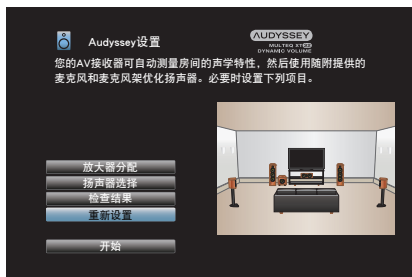 Audyssey设置
AUDYSSEY
MULTEQ XT32
DYNAMIC VOLUME
您的AV接收器可自动测量房间的声学特性，然后使用随附提供的
麦克风和麦克风架优化扬声器。必要时设置下列项目。
放大器分配
扬声器选择
检查结果
重新设置
开始